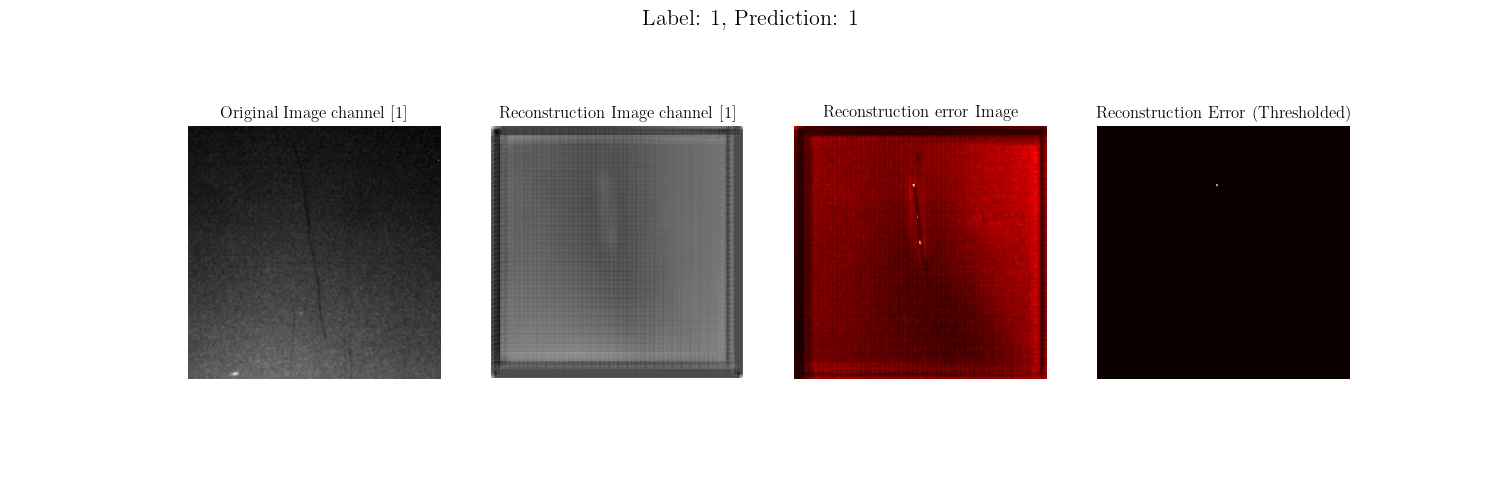 Label: 1, Prediction: 1
Original Image channel [1]
Reconstruction Image channel [1]
Reconstruction error Image
Reconstruction Error (Thresholded)